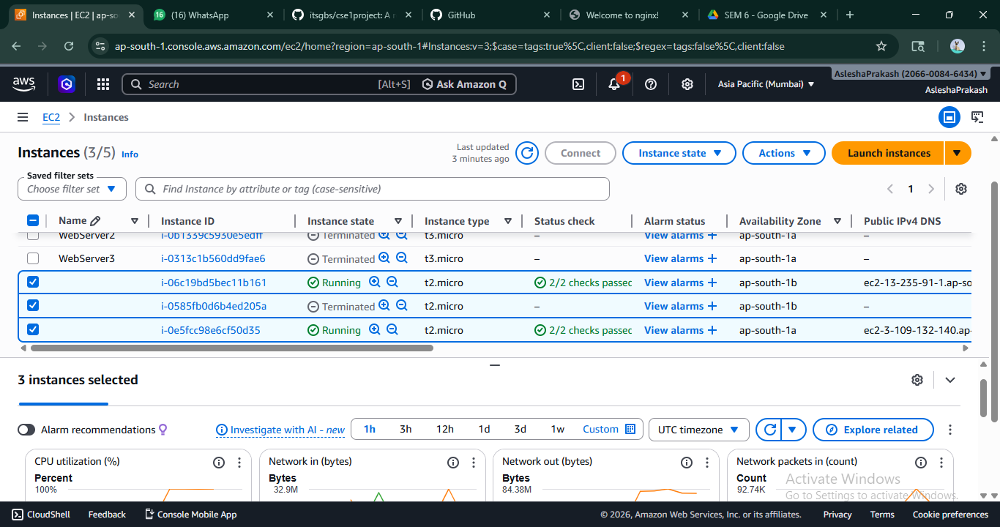 Instances | EC2 | ap-so
(16) WhatsApp
itsgbs/cse1project: A
GitHub
Welcome to nginx!
SEM 6 - Google Drive
ap-south-1.console.aws.amazon.com/ec2/home?region=ap-south-1#Instances:v=3;$case=tags:true%5C,client:false;$regex=tags:false%5C,client:false
aws
Search [Alt+S] Ask Amazon Q
1
Asia Pacific (Mumbai)
AsleshaPrakash (2066-0084-6434)
AsleshaPrakash
EC2 > Instances
Instances (3/5) Info
Last updated
3 minutes ago
Connect
Instance state
Actions
Launch instances
Saved filter sets
Choose filter set
Find Instance by attribute or tag (case-sensitive)
1
Name Instance ID Instance state Instance type Status check Alarm status Availability Zone Public IPv4 DNS
WebServer2 i-0b1339c5930e5edff Terminated t3.micro – View alarms + ap-south-1a –
WebServer3 i-0313c1b560dd9fae6 Terminated t3.micro – View alarms + ap-south-1a –
i-06c19bd5bec11b161 Running t2.micro 2/2 checks passed View alarms + ap-south-1b ec2-13-235-91-1.ap-so
i-0585fb0d6b4ed205a Terminated t2.micro – View alarms + ap-south-1b –
i-0e5fcc98e6cf50d35 Running t2.micro 2/2 checks passed View alarms + ap-south-1a ec2-3-109-132-140.ap-
3 instances selected
Alarm recommendations
Investigate with AI - new
1h 3h 12h 1d 3d 1w Custom
UTC timezone
Explore related
CPU utilization (%)
Percent
100%
Network in (bytes)
Bytes
32.9M
Network out (bytes)
Bytes
84.38M
Network packets in (count)
Count
92.74K
Activate Windows
Go to Settings to activate Windows.
CloudShell Feedback Console Mobile App
© 2026, Amazon Web Services, Inc. or its affiliates. Privacy Terms Cookie preferences